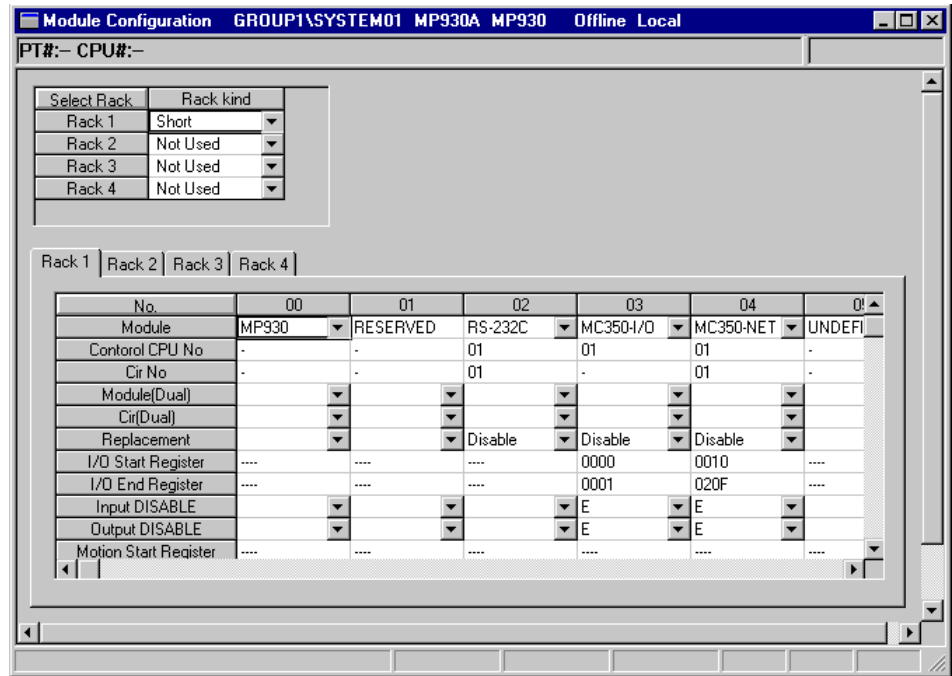 Module Configuration GROUP1\SYSTEM01 MP930A MP930 Offline Local
PT#:– CPU#:–
Select Rack Rack kind
Rack 1 Short
Rack 2 Not Used
Rack 3 Not Used
Rack 4 Not Used
Rack 1 Rack 2 Rack 3 Rack 4
No. 00 01 02 03 04
Module MP930 RESERVED RS-232C MC350-I/O MC350-NET UNDEFI
Contorol CPU No - - 01 01 01 -
Cir No - - 01 - 01 -
Module(Dual)
Cir(Dual)
Replacement Disable Disable Disable
I/O Start Register ---- ---- ---- 0000 0010 ----
I/O End Register ---- ---- ---- 0001 020F ----
Input DISABLE E E
Output DISABLE E E
Motion Start Register ---- ---- ---- ---- ---- ----